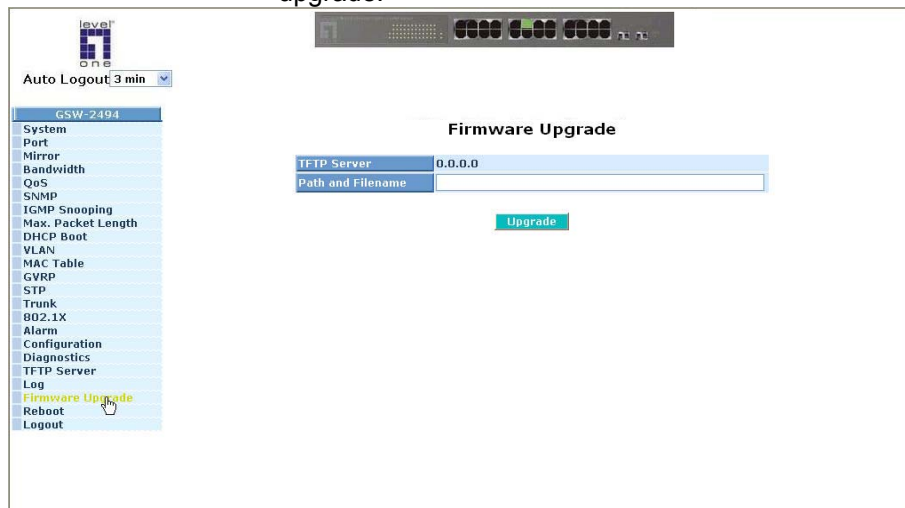 upgrade.
level
one
Auto Logout 3 min
GSW-2494
System
Port
Mirror
Bandwidth
QoS
SNMP
IGMP Snooping
Max. Packet Length
DHCP Boot
VLAN
MAC Table
GVRP
STP
Trunk
802.1X
Alarm
Configuration
Diagnostics
TFTP Server
Log
Firmware Upgrade
Reboot
Logout
Firmware Upgrade
TFTP Server 0.0.0.0
Path and Filename
Upgrade